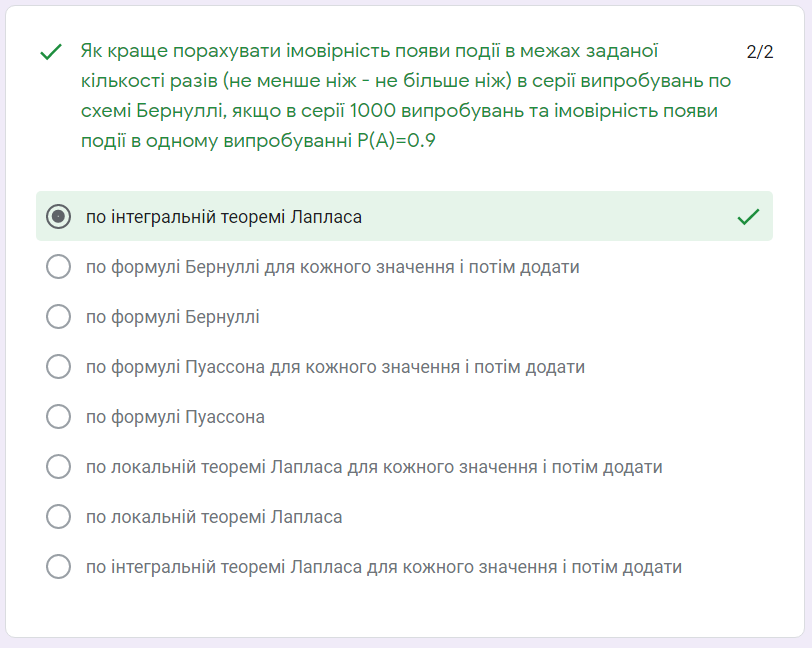 Як краще порахувати імовірність появи події в межах заданої
2/2
кількості разів (не менше ніж - не більше ніж) в серії випробувань по
схемі Бернуллі, якщо в серії 1000 випробувань та імовірність появи
події в одному випробуванні P(A)=0.9
по інтегральній теоремі Лапласа
по формулі Бернуллі для кожного значення і потім додати
по формулі Бернуллі
по формулі Пуассона для кожного значення і потім додати
по формулі Пуассона
по локальній теоремі Лапласа для кожного значення і потім додати
по локальній теоремі Лапласа
по інтегральній теоремі Лапласа для кожного значення і потім додати